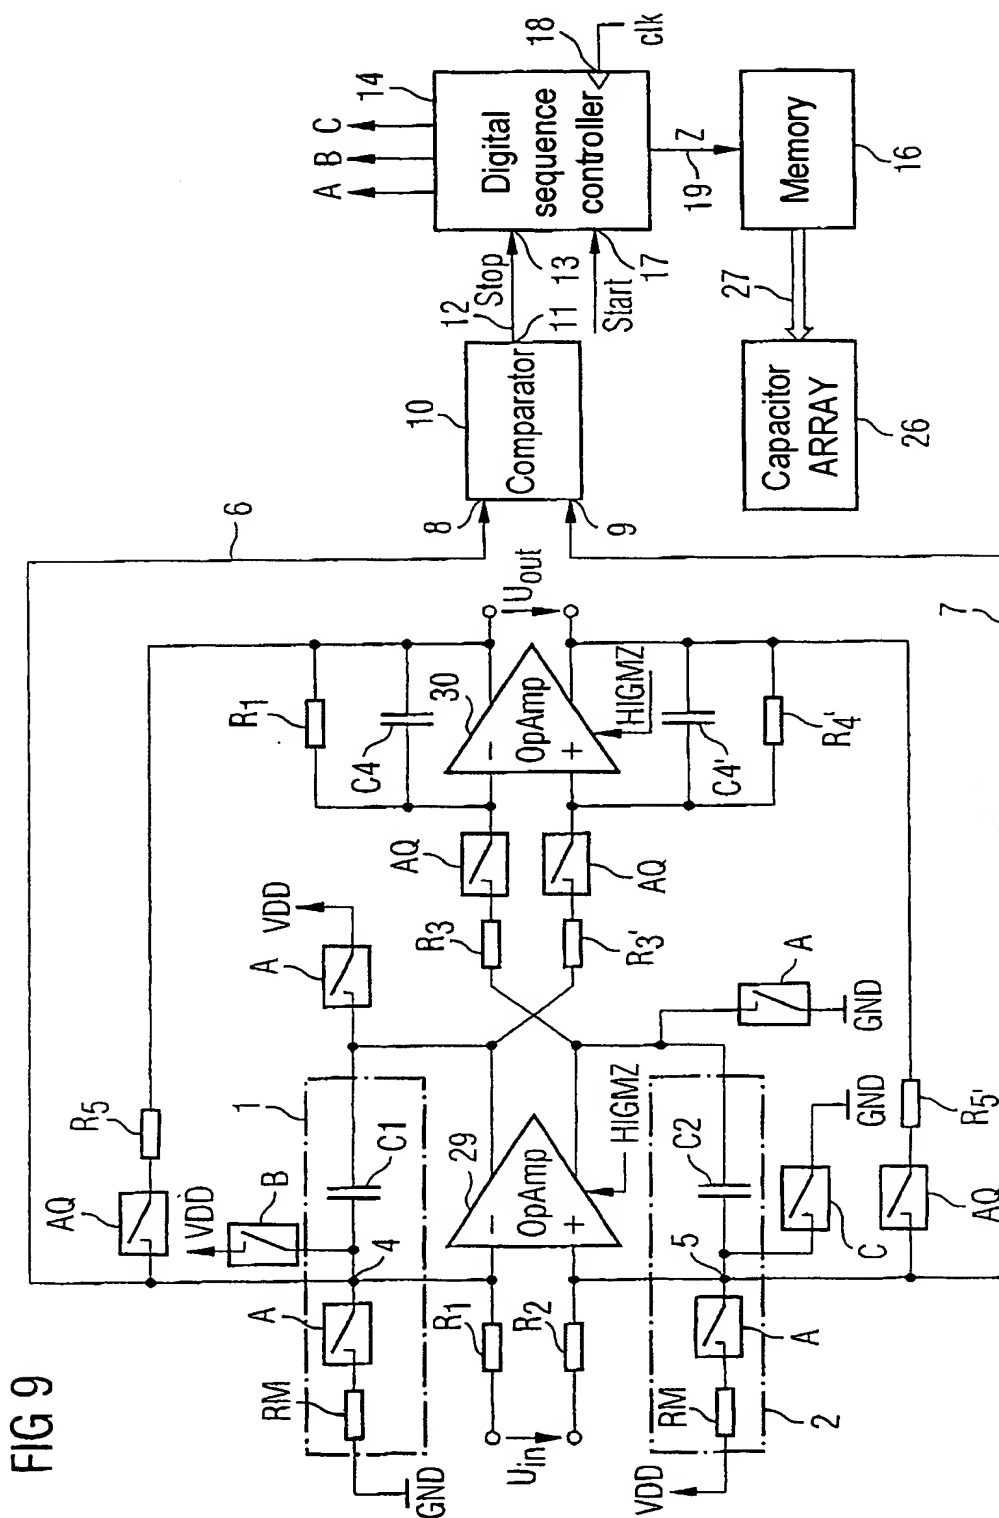 FIG 9
GND
RM
A
4
B
VDD
C1
1
A
VDD
AQ
R5
6
Uin
R1
R2
OpAmp
−
+
29
HIGMZ
R3
R3'
AQ
AQ
OpAmp
−
+
30
HIGMZ
R1
C4
C4'
R4'
Uout
VDD
RM
A
5
2
C2
C
GND
A
GND
AQ
R5'
7
8
9
10
Comparator
11
12
Stop
13
Start
17
14
Digital
sequence
controller
A
B
C
18
clk
19
Z
Memory
16
27
Capacitor
ARRAY
26